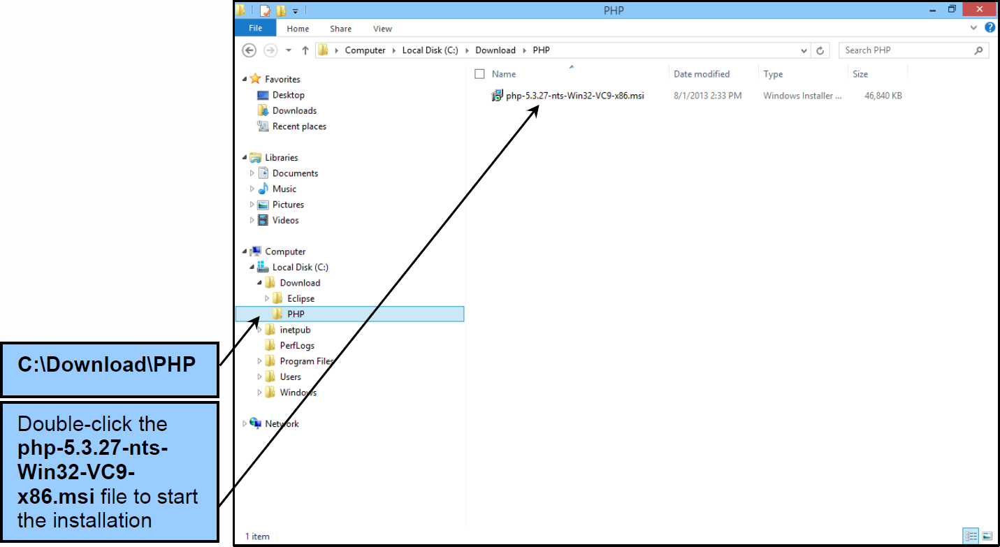 PHP
File Home Share View
Computer Local Disk (C:) Download PHP
Search PHP
Name Date modified Type Size
php-5.3.27-nts-Win32-VC9-x86.msi 8/1/2013 2:33 PM Windows Installer ... 46,840 KB
Favorites
Desktop
Downloads
Recent places
Libraries
Documents
Music
Pictures
Videos
Computer
Local Disk (C:)
Download
Eclipse
PHP
inetpub
PerfLogs
Program Files
Users
Windows
Network
1 item
C:\Download\PHP
Double-click the
php-5.3.27-nts-
Win32-VC9-
x86.msi file to start
the installation